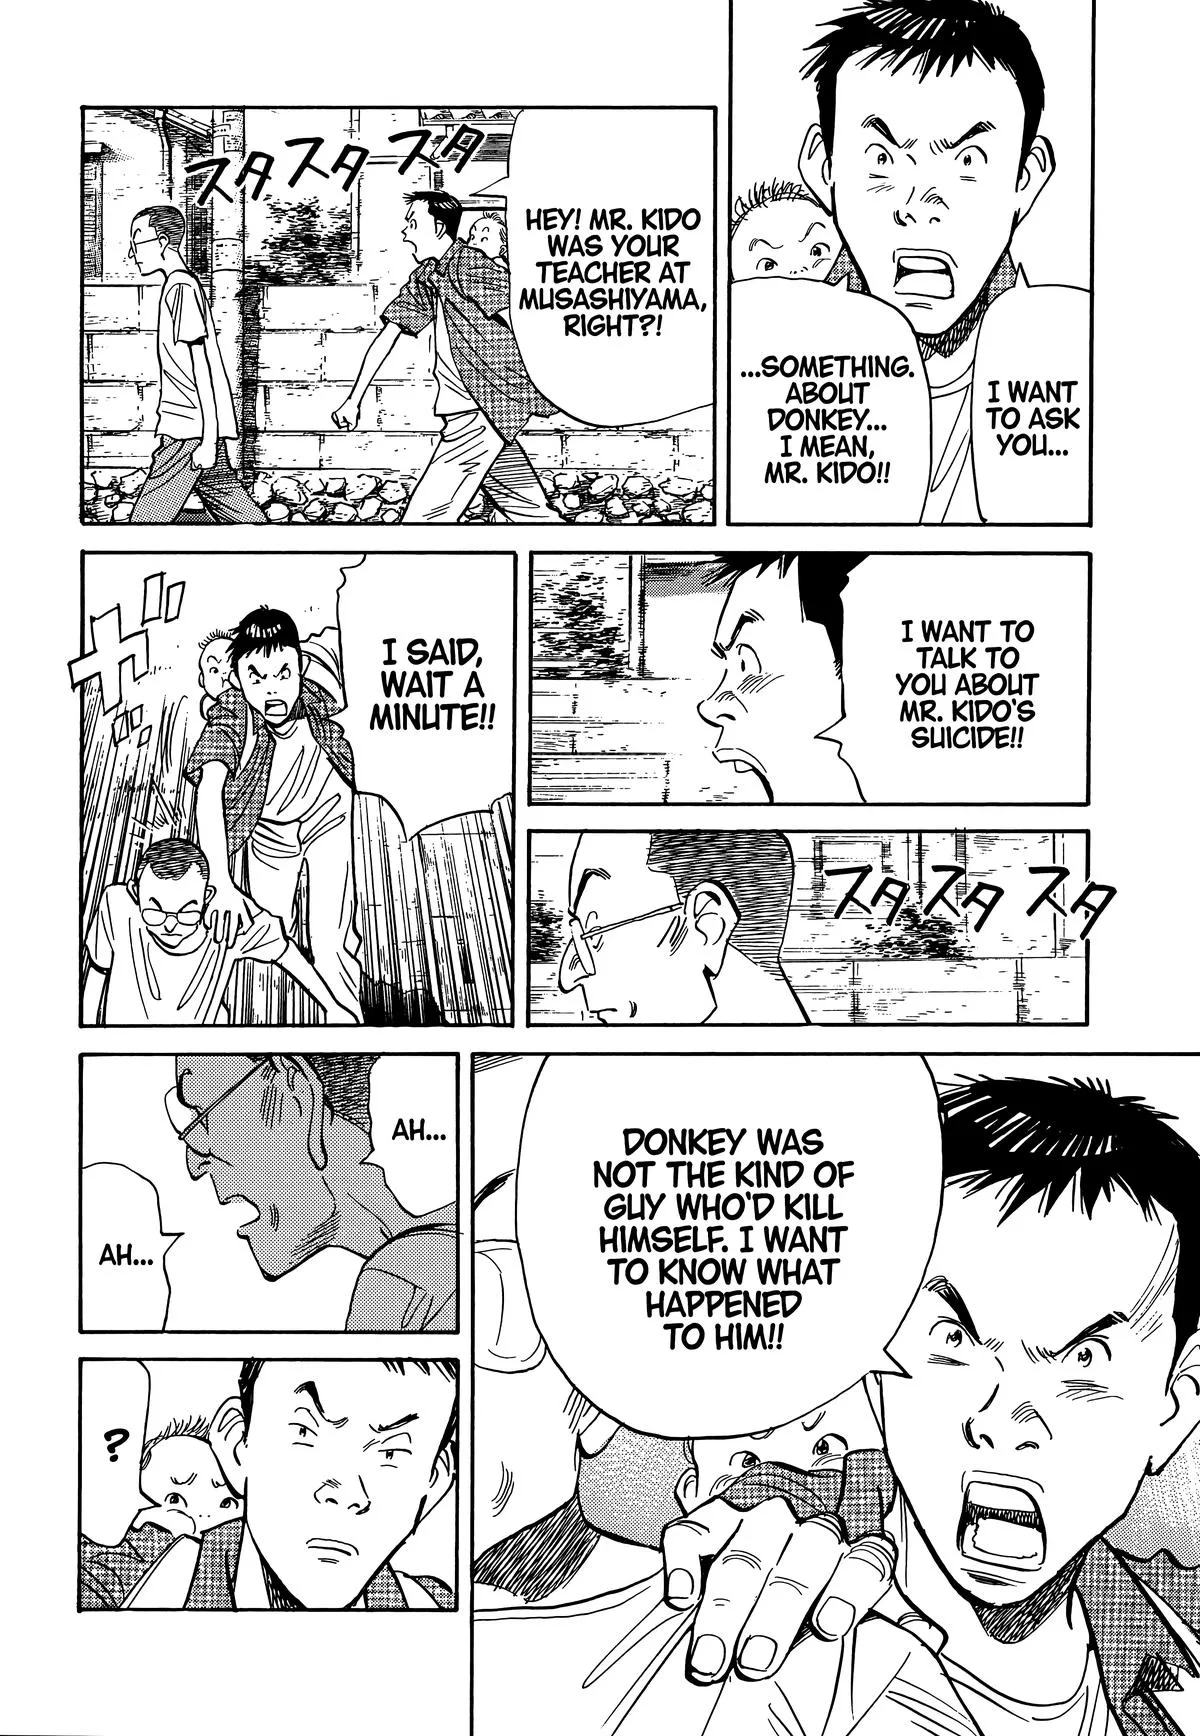 I WANT
TO ASK
YOU...
...SOMETHING.
ABOUT
DONKEY...
I MEAN,
MR. KIDO!!
HEY! MR. KIDO
WAS YOUR
TEACHER AT
MUSASHIYAMA,
RIGHT?!
スタスタスタ
I WANT TO
TALK TO
YOU ABOUT
MR. KIDO'S
SUICIDE!!
スタスタスタ
I SAID,
WAIT A
MINUTE!!
ガッ
DONKEY WAS
NOT THE KIND OF
GUY WHO'D KILL
HIMSELF. I WANT
TO KNOW WHAT
HAPPENED
TO HIM!!
AH...
AH...
?